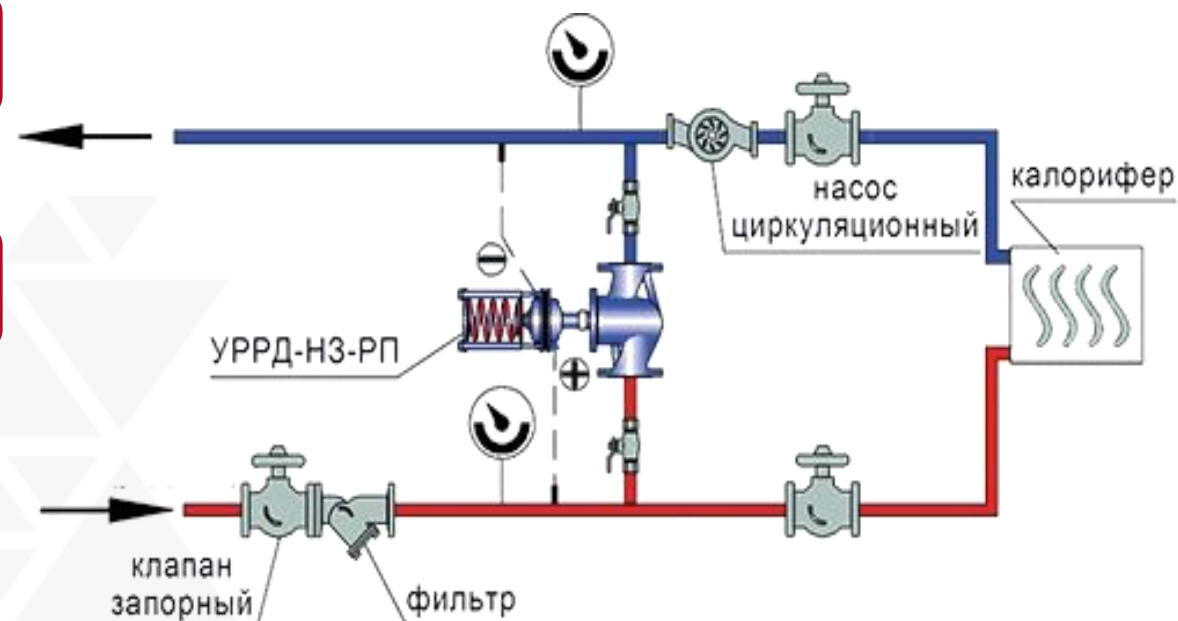 насос
циркуляционный
калорифер
УРРД-НЗ-РП
клапан
запорный
фильтр